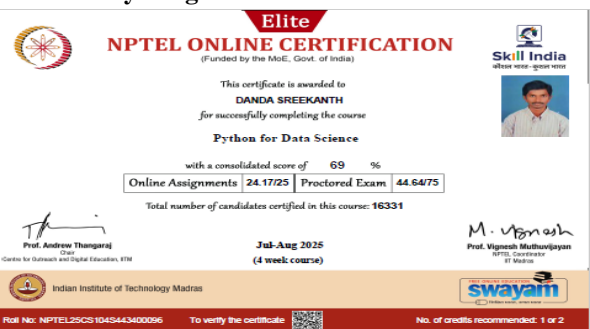 Elite
NPTEL ONLINE CERTIFICATION
(Funded by the MoE, Govt. of India)
Skill India
कौशल भारत - कुशल भारत
This certificate is awarded to
DANDA SREEKANTH
for successfully completing the course
Python for Data Science
with a consolidated score of 69 %
Online Assignments 24.17/25 Proctored Exam 44.64/75
Total number of candidates certified in this course: 16331
Prof. Andrew Thangaraj
Chair
Centre for Outreach and Digital Education, IITM
Jul-Aug 2025
(4 week course)
M. Vignesh
Prof. Vignesh Muthuvijayan
NPTEL Coordinator
IIT Madras
Indian Institute of Technology Madras
FREE ONLINE EDUCATION
swayam
Roll No: NPTEL25CS104S443400096
To verify the certificate
No. of credits recommended: 1 or 2